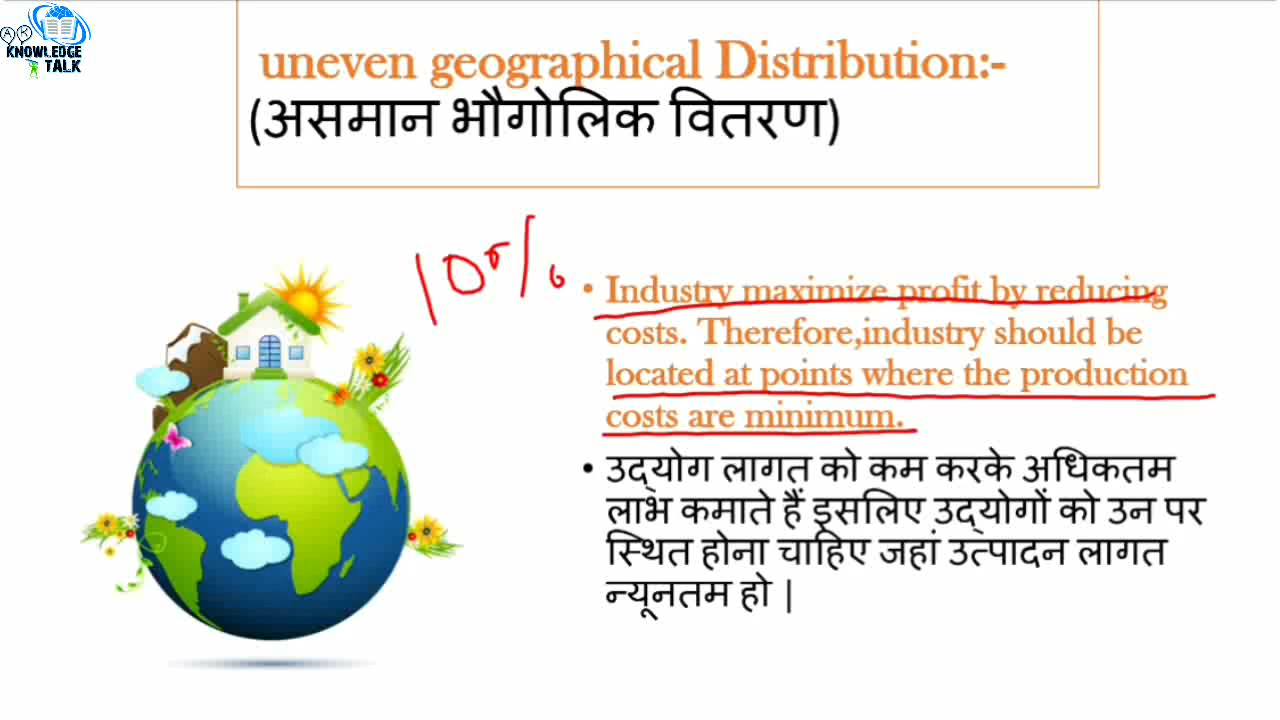 AK
KNOWLEDGE
TALK
uneven geographical Distribution:-
(असमान भौगोलिक वितरण)
10%
• Industry maximize profit by reducing
costs. Therefore,industry should be
located at points where the production
costs are minimum.
• उद्योग लागत को कम करके अधिकतम
लाभ कमाते हैं इसलिए उद्योगों को उन पर
स्थित होना चाहिए जहां उत्पादन लागत
न्यूनतम हो |